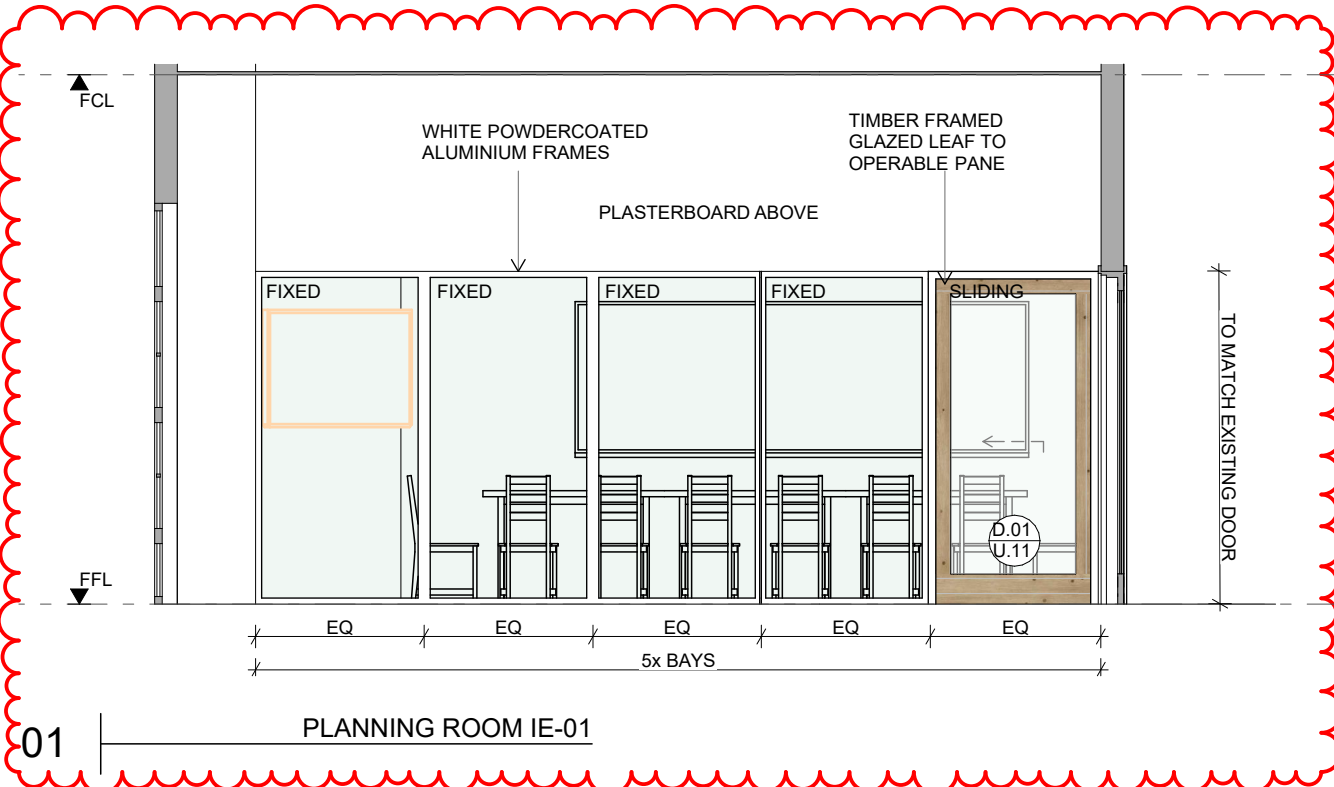 FCL
WHITE POWDERCOATED
ALUMINIUM FRAMES
TIMBER FRAMED
GLAZED LEAF TO
OPERABLE PANE
PLASTERBOARD ABOVE
FIXED
FIXED
FIXED
FIXED
SLIDING
TO MATCH EXISTING DOOR
D.01
U.11
FFL
EQ
EQ
EQ
EQ
EQ
5x BAYS
01
PLANNING ROOM IE-01